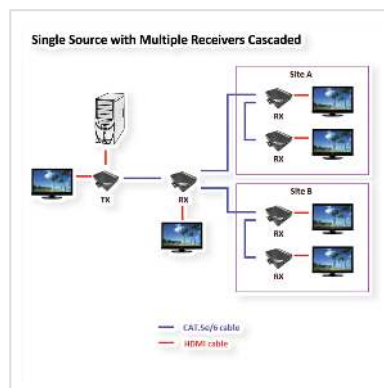 Single Source with Multiple Receivers Cascaded
Site A
RX
RX
TX
RX
Site B
RX
RX
CAT.5e/6 cable
HDMI cable